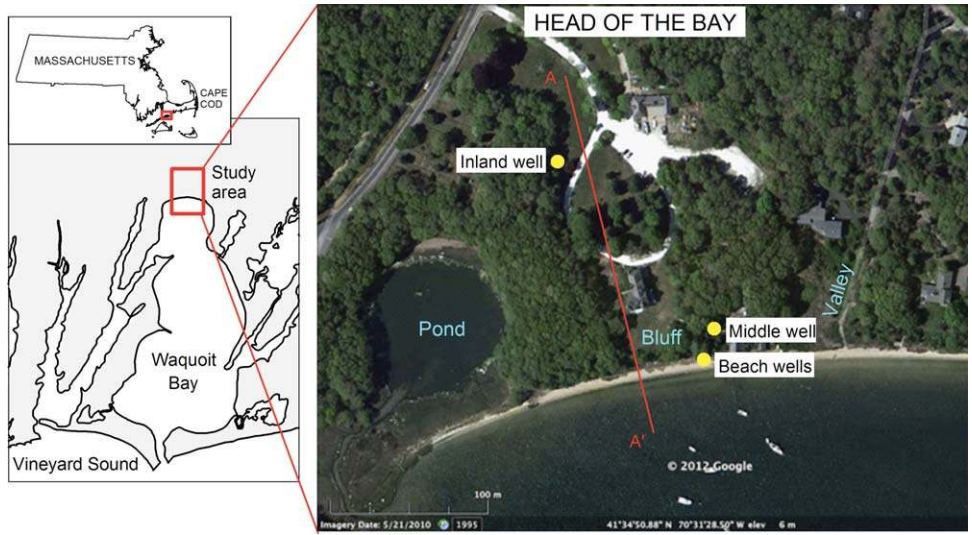 MASSACHUSETTS
CAPE
COD
Study
area
Waquoit
Bay
Vineyard Sound
HEAD OF THE BAY
A
Inland well
Pond
Valley
Bluff
Middle well
Beach wells
A'
© 2012 Google
100 m
Imagery Date: 5/21/2010 1995 41°34'50.88" N 70°31'28.50" W elev 6 m